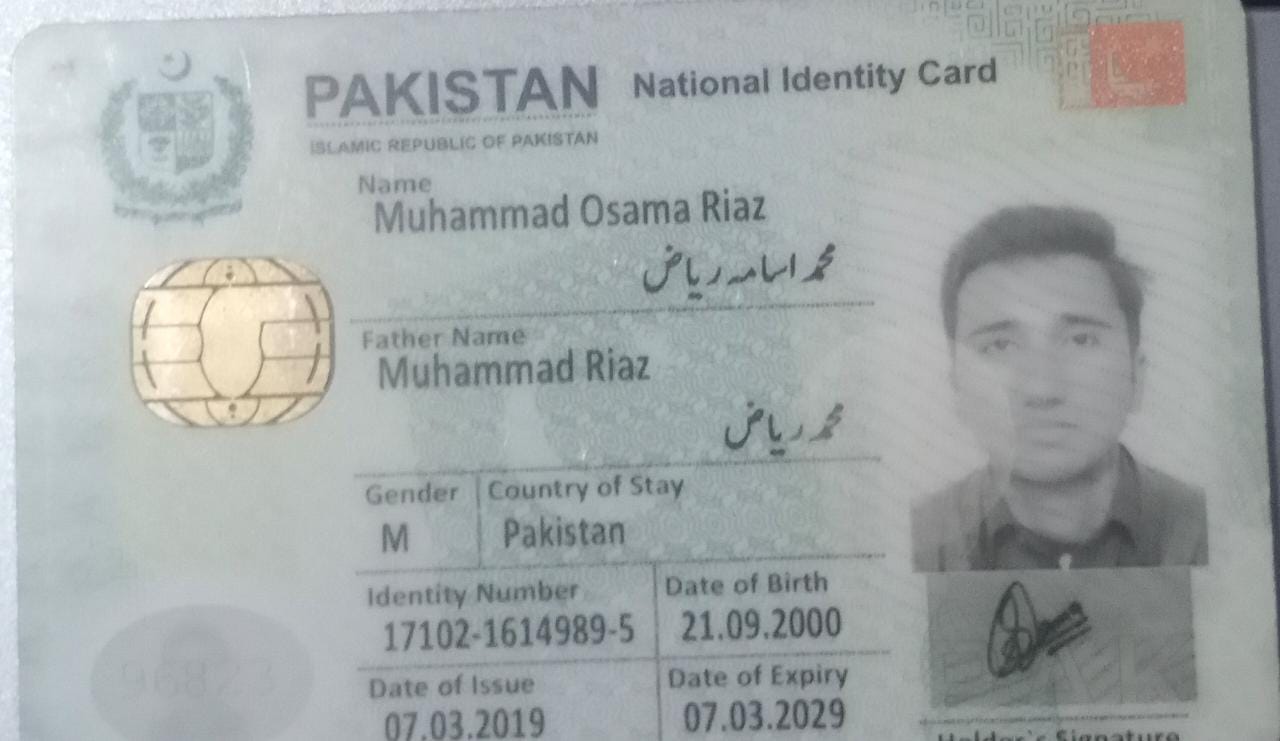 PAKISTAN National Identity Card
ISLAMIC REPUBLIC OF PAKISTAN
Name
Muhammad Osama Riaz
محمد اسامہ ریاض
Father Name
Muhammad Riaz
محمد ریاض
Gender Country of Stay
M Pakistan
Identity Number Date of Birth
17102-1614989-5 21.09.2000
Date of Issue Date of Expiry
07.03.2019 07.03.2029
Holder's Signature